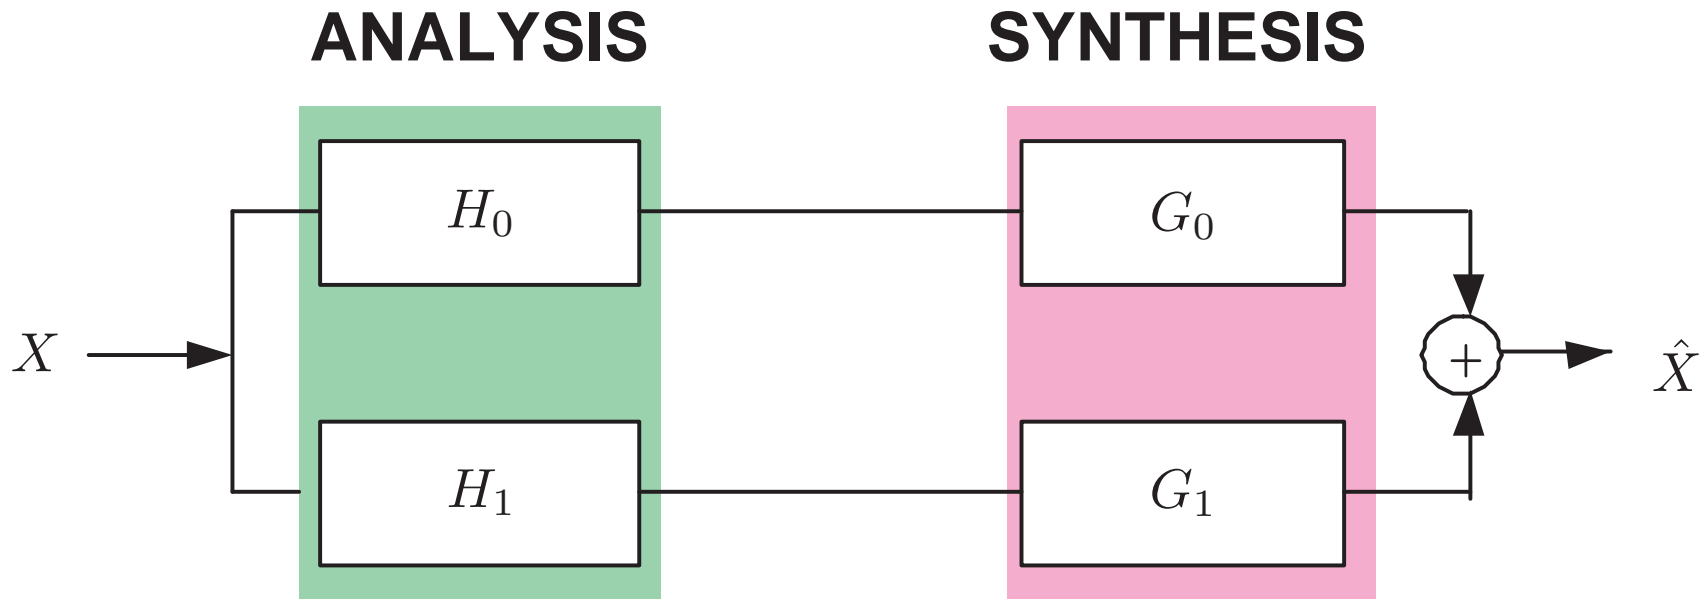 ANALYSIS SYNTHESIS
H₀ G₀
X + X̂
H₁ G₁